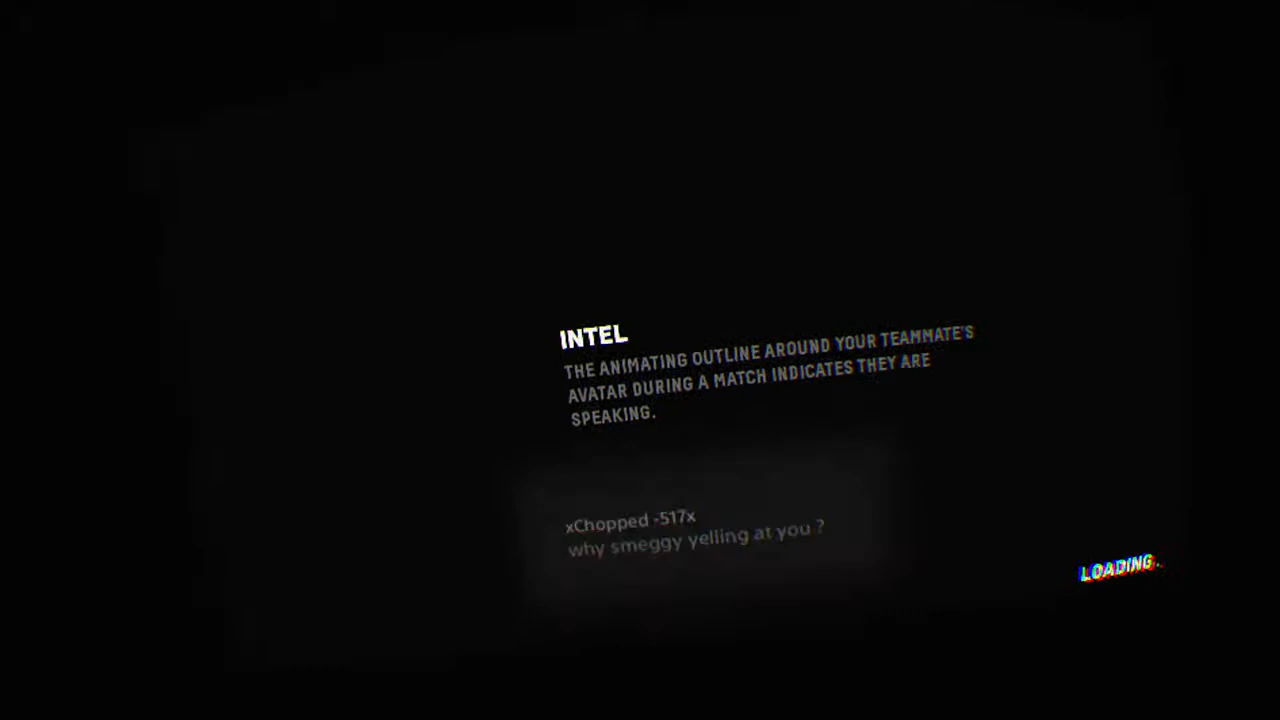 INTEL
THE ANIMATING OUTLINE AROUND YOUR TEAMMATE'S
AVATAR DURING A MATCH INDICATES THEY ARE
SPEAKING.
xChopped -517x
why smeggy yelling at you ?
LOADING.